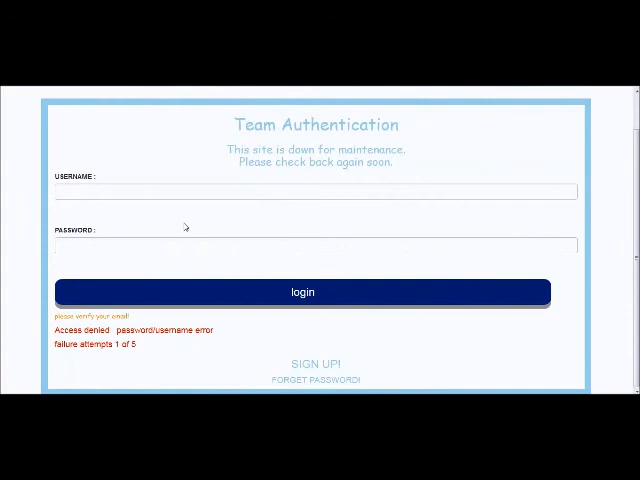 Team Authentication
This site is down for maintenance.
Please check back again soon.
USERNAME :
PASSWORD :
login
please verify your email!
Access denied password/username error
failure attempts 1 of 5
SIGN UP!
FORGET PASSWORD!